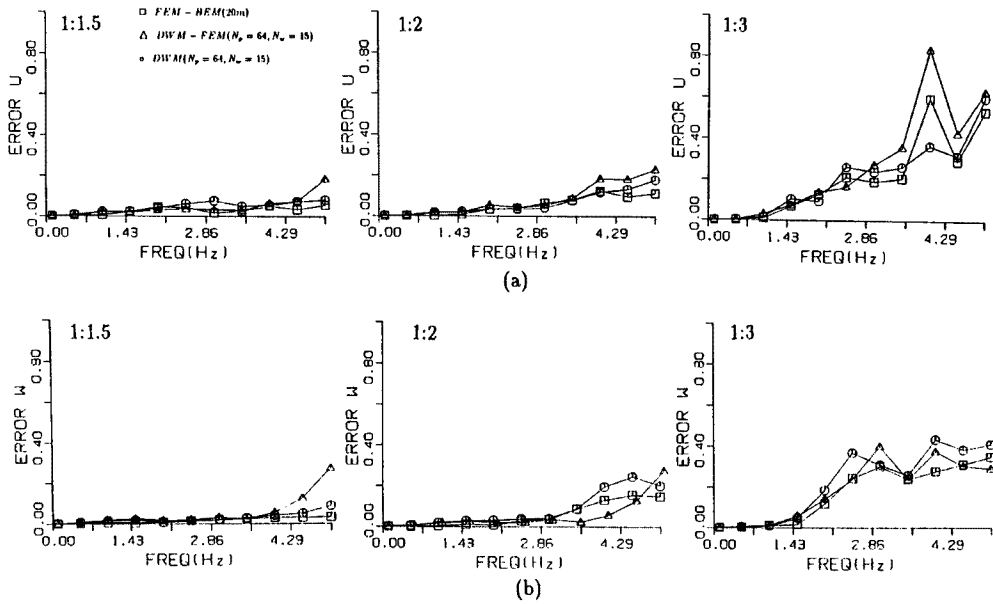 1:1.5
□ FEM – BEM(20m)
△ DWM – FEM(Np = 64, Nw = 15)
○ DWM(Np = 64, Nw = 15)
ERROR U
0.80
0.40
0.00
0.00 1.43 2.86 4.29
FREQ(Hz)
1:2
ERROR U
0.80
0.40
0.00
0.00 1.43 2.86 4.29
FREQ(Hz)
1:3
ERROR U
0.80
0.40
0.00
0.00 1.43 2.86 4.29
FREQ(Hz)
(a)
1:1.5
ERROR W
0.80
0.40
0.00
0.00 1.43 2.86 4.29
FREQ(Hz)
1:2
ERROR W
0.80
0.40
0.00
0.00 1.43 2.86 4.29
FREQ(Hz)
1:3
ERROR W
0.80
0.40
0.00
0.00 1.43 2.86 4.29
FREQ(Hz)
(b)